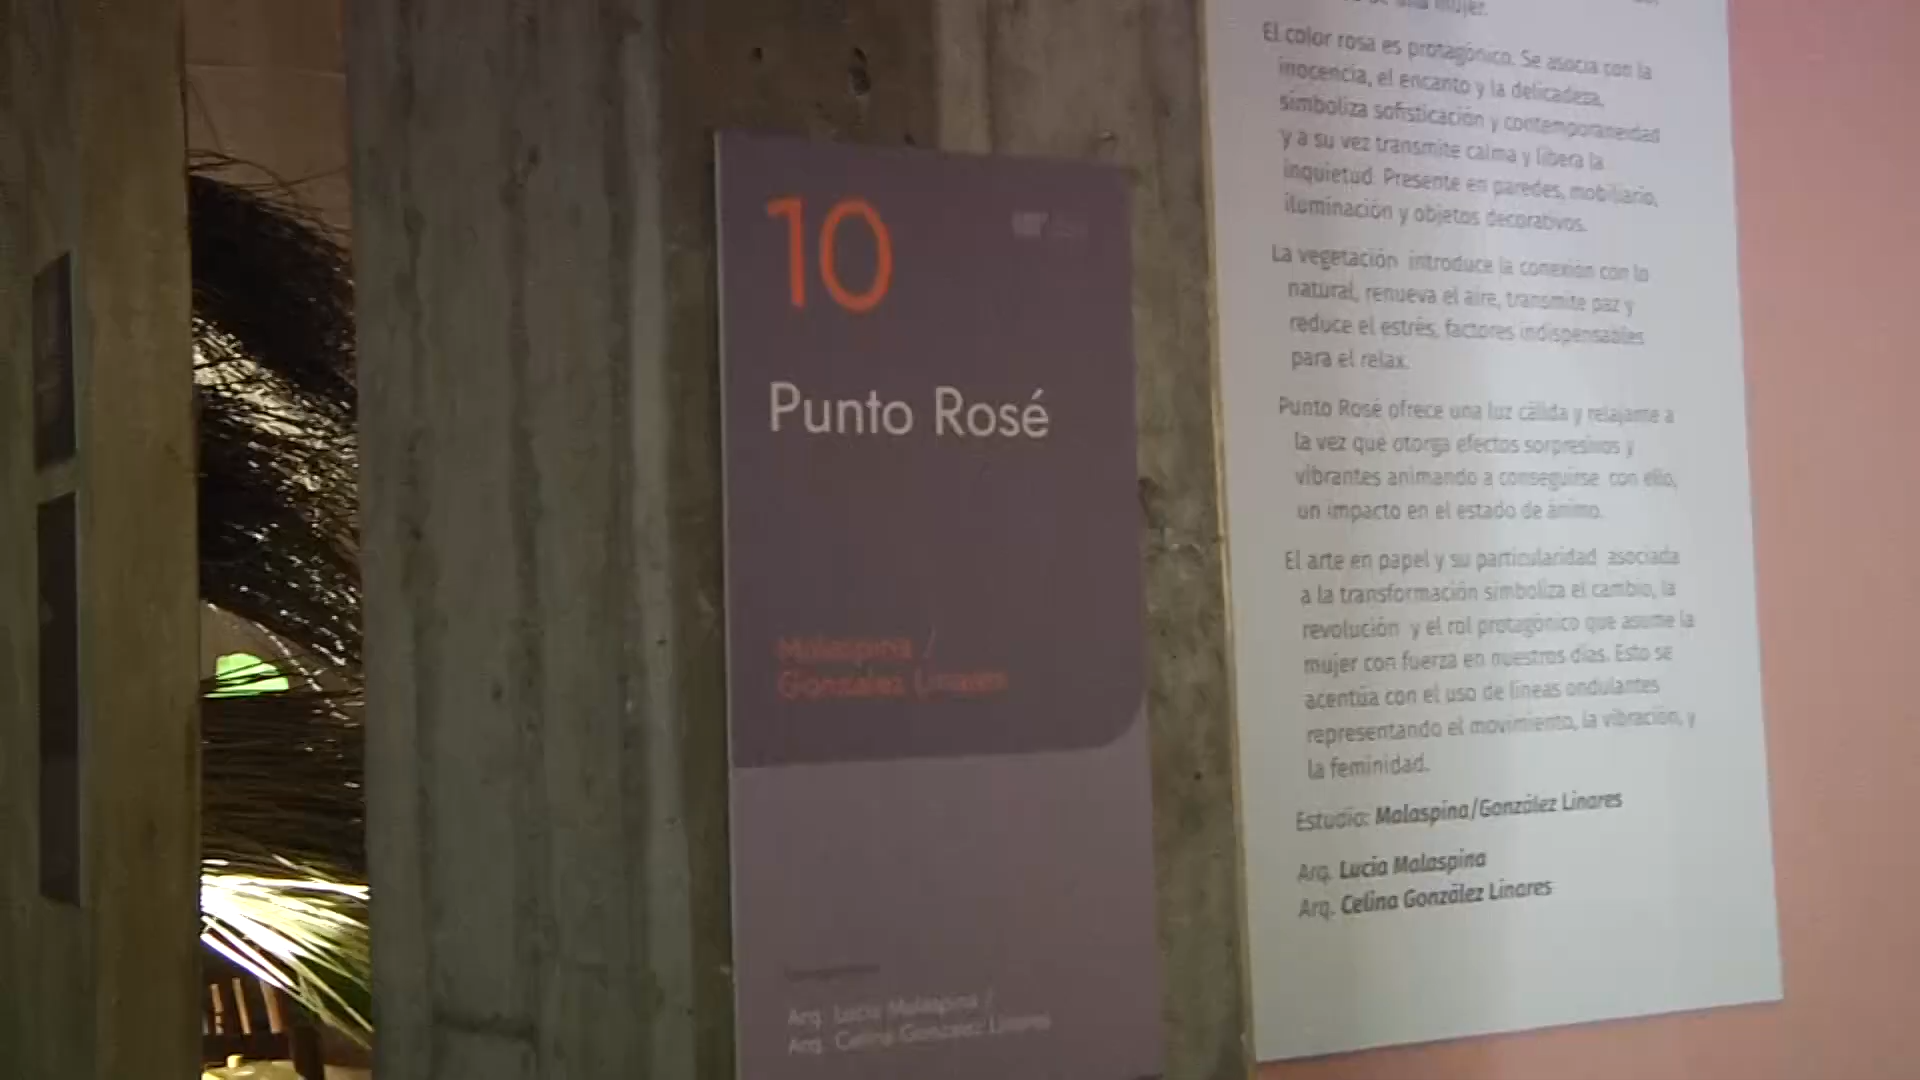 10
Punto Rosé
Malaspina /
González Linares
Arq. Lucía Malaspina /
Arq. Celina González Linares
mujer.
El color rosa es protagónico. Se asocia con la
inocencia, el encanto y la delicadeza,
simboliza sofisticación y contemporaneidad
y a su vez transmite calma y libera la
inquietud. Presente en paredes, mobiliario,
iluminación y objetos decorativos.
La vegetación introduce la conexión con lo
natural, renueva el aire, transmite paz y
reduce el estrés, factores indispensables
para el relax.
Punto Rosé ofrece una luz cálida y relajante a
la vez que otorga efectos sorpresivos y
vibrantes animando a conseguirse con ello,
un impacto en el estado de ánimo.
El arte en papel y su particularidad asociada
a la transformación simboliza el cambio, la
revolución y el rol protagónico que asume la
mujer con fuerza en nuestros días. Esto se
acentúa con el uso de líneas ondulantes
representando el movimiento, la vibración, y
la feminidad.
Estudio: Malaspina/González Linares
Arq. Lucía Malaspina
Arq. Celina González Linares